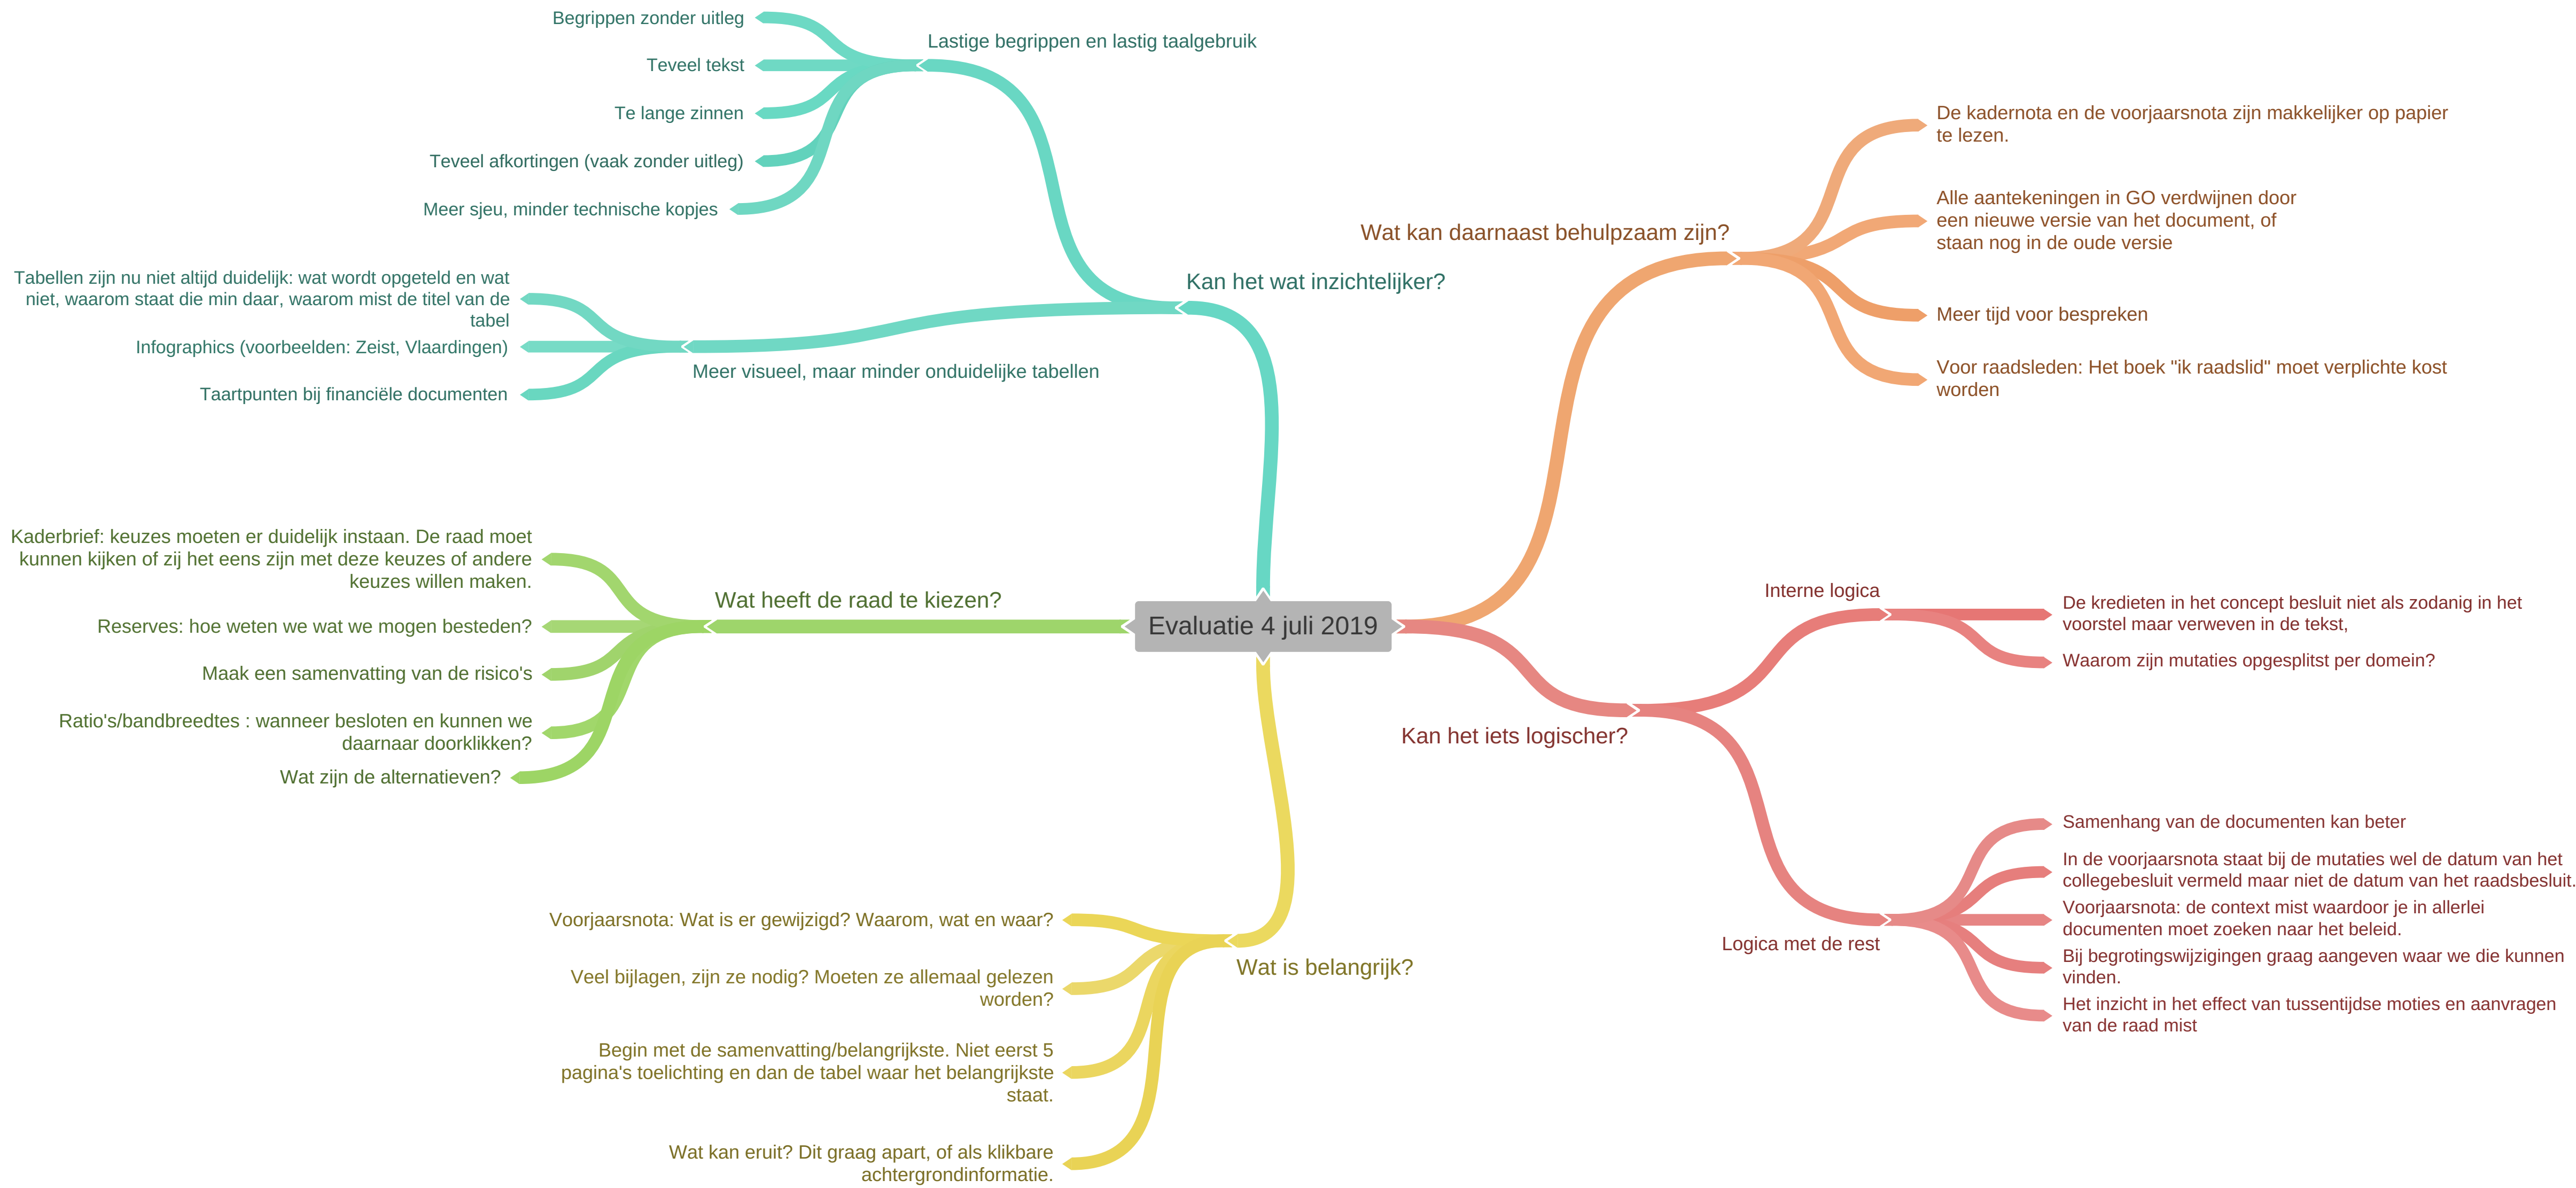 Evaluatie 4 juli 2019
Kan het wat inzichtelijker?
Lastige begrippen en lastig taalgebruik
Begrippen zonder uitleg
Teveel tekst
Te lange zinnen
Teveel afkortingen (vaak zonder uitleg)
Meer sjeu, minder technische kopjes
Meer visueel, maar minder onduidelijke tabellen
Tabellen zijn nu niet altijd duidelijk: wat wordt opgeteld en wat
niet, waarom staat die min daar, waarom mist de titel van de
tabel
Infographics (voorbeelden: Zeist, Vlaardingen)
Taartpunten bij financiële documenten
Wat heeft de raad te kiezen?
Kaderbrief: keuzes moeten er duidelijk instaan. De raad moet
kunnen kijken of zij het eens zijn met deze keuzes of andere
keuzes willen maken.
Reserves: hoe weten we wat we mogen besteden?
Maak een samenvatting van de risico's
Ratio's/bandbreedtes : wanneer besloten en kunnen we
daarnaar doorklikken?
Wat zijn de alternatieven?
Wat is belangrijk?
Voorjaarsnota: Wat is er gewijzigd? Waarom, wat en waar?
Veel bijlagen, zijn ze nodig? Moeten ze allemaal gelezen
worden?
Begin met de samenvatting/belangrijkste. Niet eerst 5
pagina's toelichting en dan de tabel waar het belangrijkste
staat.
Wat kan eruit? Dit graag apart, of als klikbare
achtergrondinformatie.
Wat kan daarnaast behulpzaam zijn?
De kadernota en de voorjaarsnota zijn makkelijker op papier
te lezen.
Alle aantekeningen in GO verdwijnen door
een nieuwe versie van het document, of
staan nog in de oude versie
Meer tijd voor bespreken
Voor raadsleden: Het boek "ik raadslid" moet verplichte kost
worden
Kan het iets logischer?
Interne logica
De kredieten in het concept besluit niet als zodanig in het
voorstel maar verweven in de tekst,
Waarom zijn mutaties opgesplitst per domein?
Logica met de rest
Samenhang van de documenten kan beter
In de voorjaarsnota staat bij de mutaties wel de datum van het
collegebesluit vermeld maar niet de datum van het raadsbesluit.
Voorjaarsnota: de context mist waardoor je in allerlei
documenten moet zoeken naar het beleid.
Bij begrotingswijzigingen graag aangeven waar we die kunnen
vinden.
Het inzicht in het effect van tussentijdse moties en aanvragen
van de raad mist